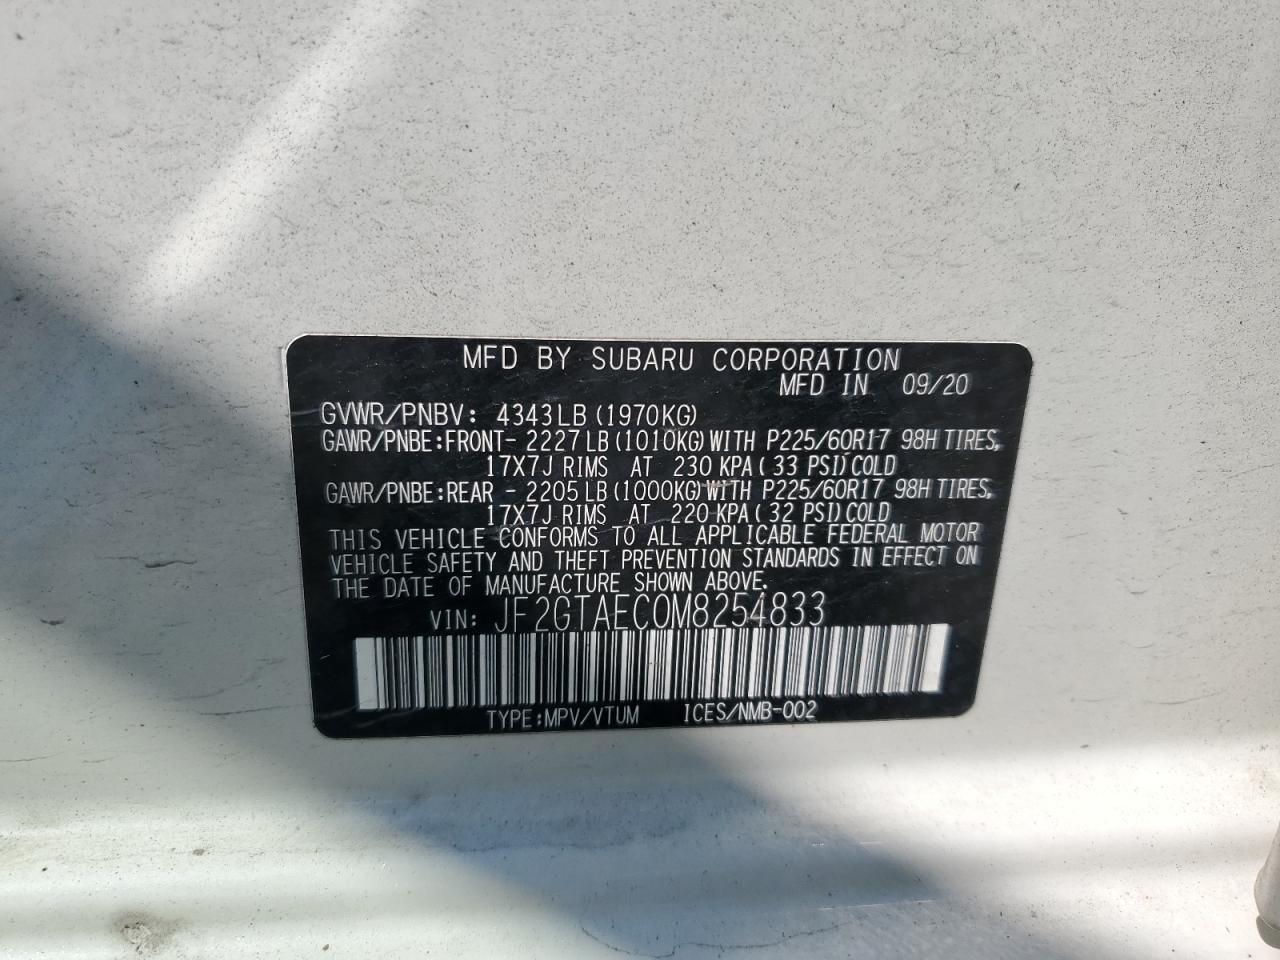 MFD BY SUBARU CORPORATION
MFD IN 09/20
GVWR/PNBV: 4343LB (1970KG)
GAWR/PNBE:FRONT- 2227LB (1010KG) WITH P225/60R17 98H TIRES,
17X7J RIMS AT 230 KPA ( 33 PSI) COLD
GAWR/PNBE:REAR - 2205LB (1000KG) WITH P225/60R17 98H TIRES,
17X7J RIMS AT 220 KPA ( 32 PSI) COLD
THIS VEHICLE CONFORMS TO ALL APPLICABLE FEDERAL MOTOR
VEHICLE SAFETY AND THEFT PREVENTION STANDARDS IN EFFECT ON
THE DATE OF MANUFACTURE SHOWN ABOVE.
VIN: JF2GTAEC0M8254833
TYPE:MPV/VTUM ICES/NMB-002